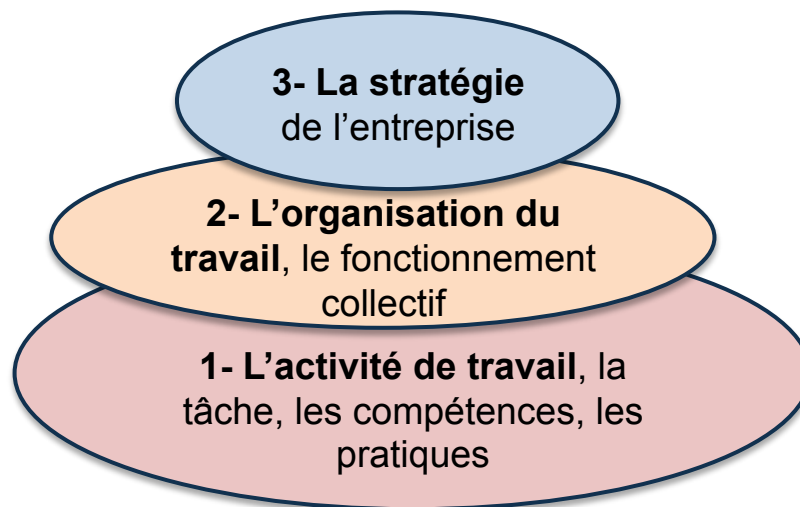 3- La stratégie
de l’entreprise
2- L’organisation du
travail, le fonctionnement
collectif
1- L’activité de travail, la
tâche, les compétences, les
pratiques